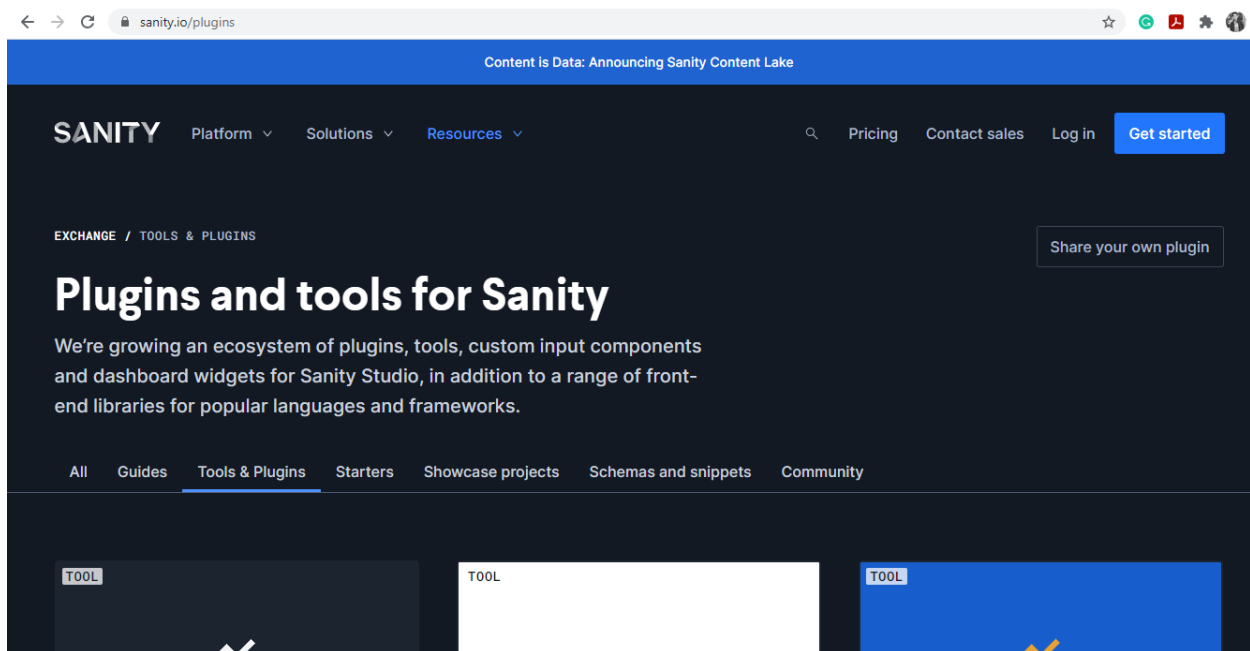 sanity.io/plugins
Content is Data: Announcing Sanity Content Lake
SANITY Platform Solutions Resources Pricing Contact sales Log in Get started
EXCHANGE / TOOLS & PLUGINS
Share your own plugin
Plugins and tools for Sanity
We're growing an ecosystem of plugins, tools, custom input components
and dashboard widgets for Sanity Studio, in addition to a range of front-
end libraries for popular languages and frameworks.
All Guides Tools & Plugins Starters Showcase projects Schemas and snippets Community
TOOL TOOL TOOL